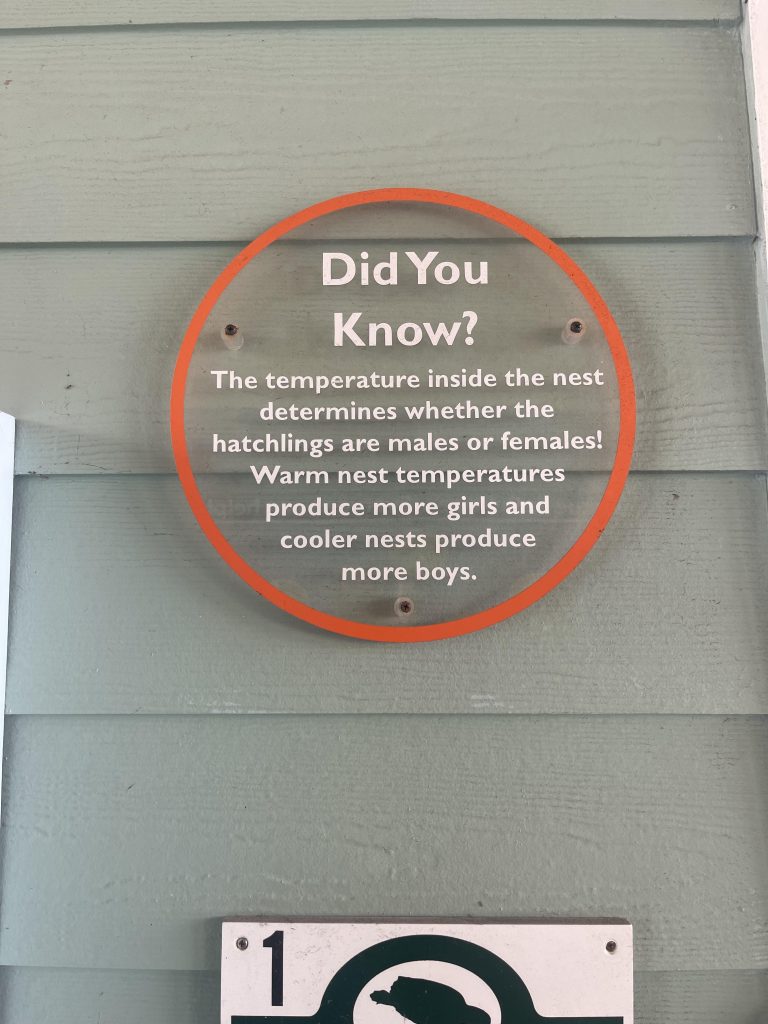 Did You
Know?
The temperature inside the nest
determines whether the
hatchlings are males or females!
Warm nest temperatures
produce more girls and
cooler nests produce
more boys.
1